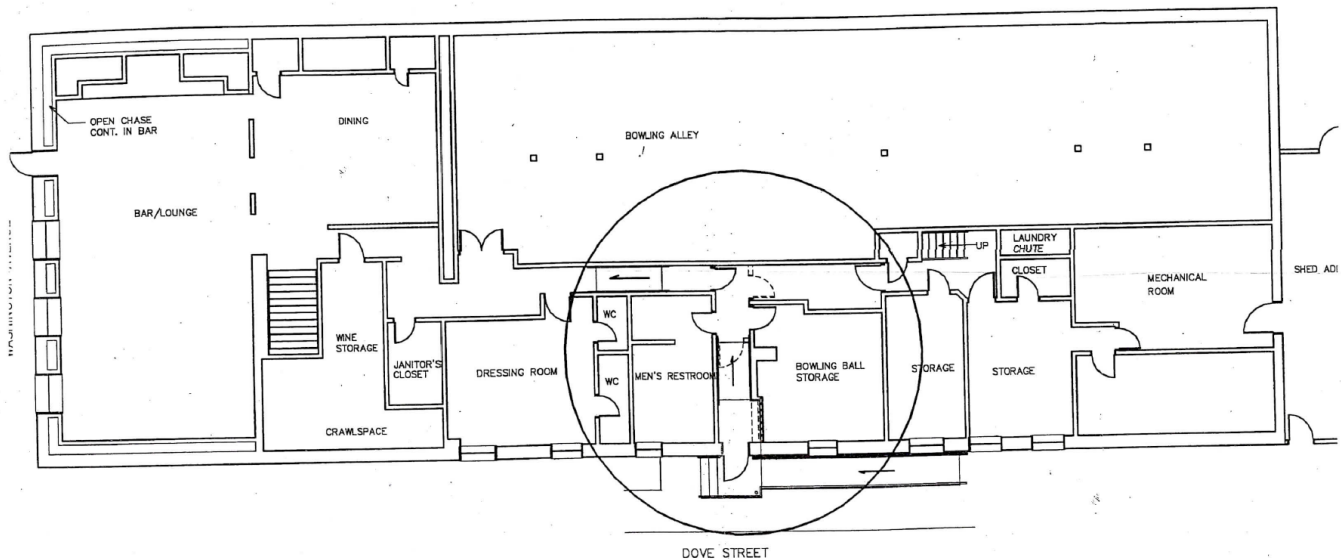 OPEN CHASE
CONT. IN BAR
DINING
BOWLING ALLEY
BAR/LOUNGE
UP
LAUNDRY
CHUTE
CLOSET
MECHANICAL
ROOM
SHED ADI
WINE
STORAGE
JANITOR'S
CLOSET
DRESSING ROOM
WC
WC
MEN'S RESTROOM
BOWLING BALL
STORAGE
STORAGE
STORAGE
CRAWLSPACE
DOVE STREET